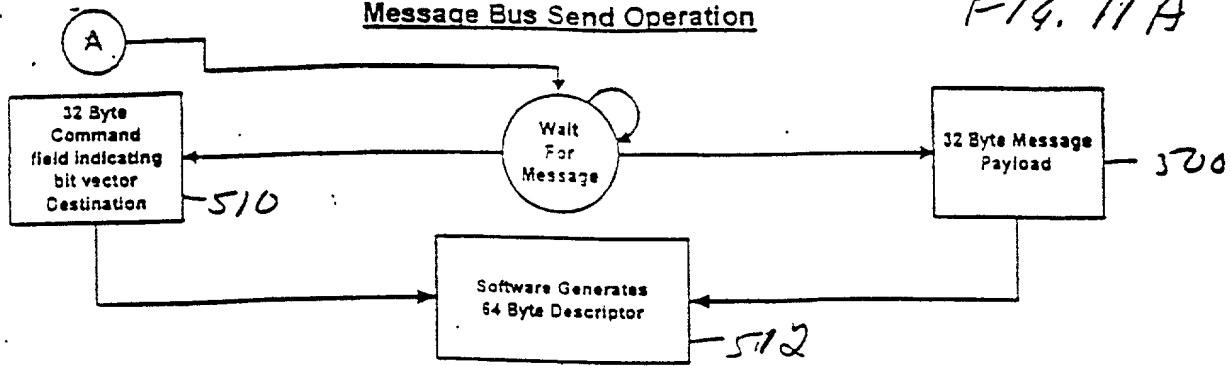 Message Bus Send Operation
FIG. 11A
A
32 Byte
Command
field indicating
bit vector
Destination
510
Wait
For
Message
32 Byte Message
Payload
500
Software Generates
64 Byte Descriptor
512